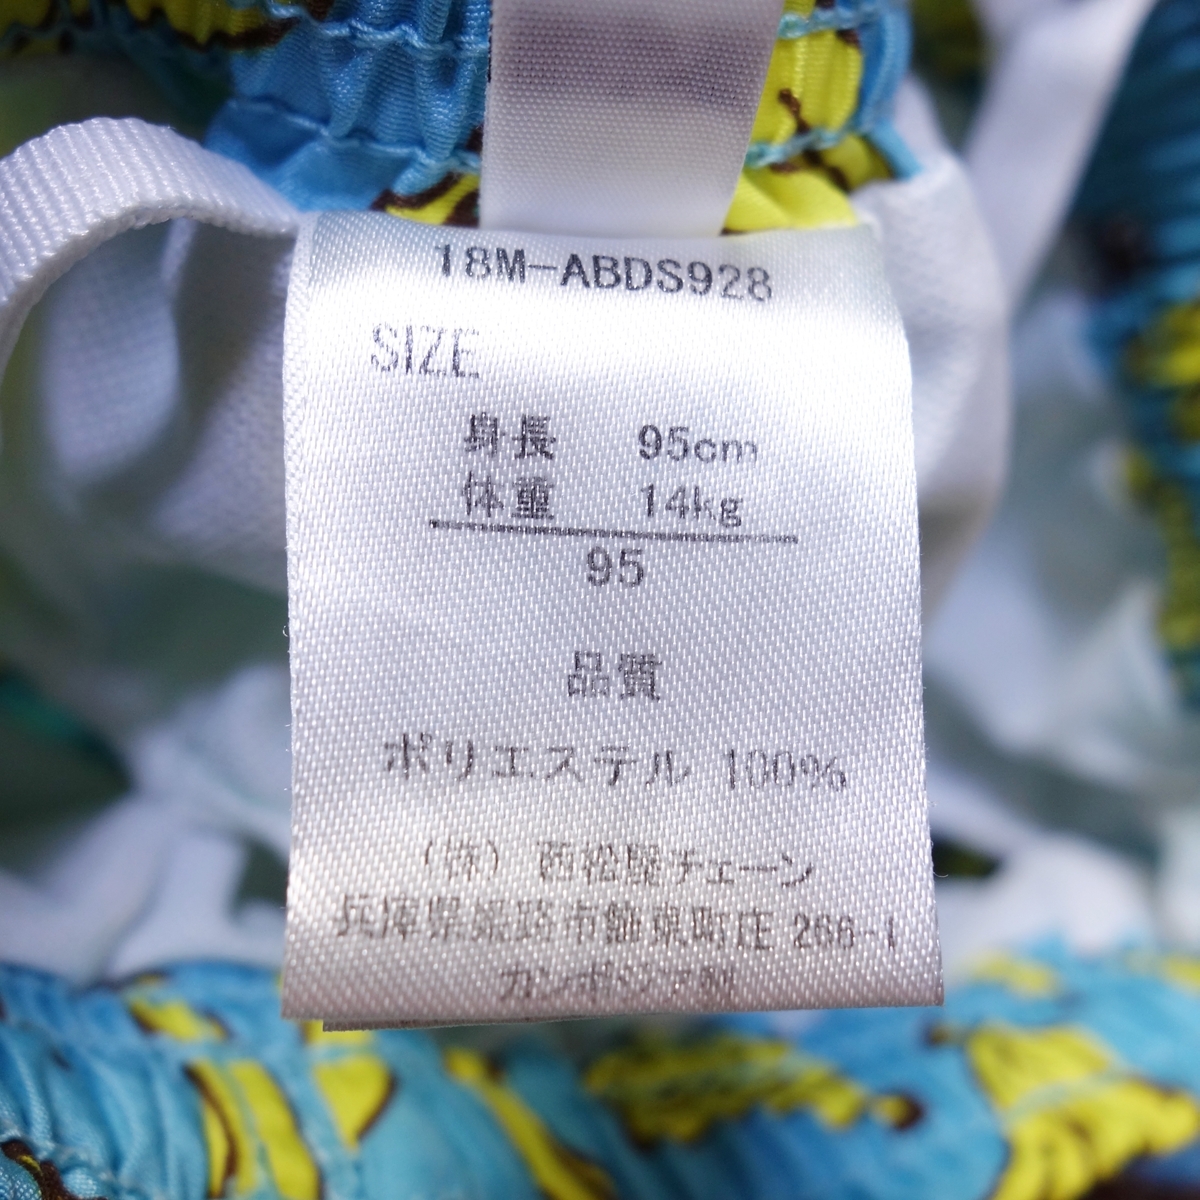 18M-ABDS928
SIZE
身長 95cm
体重 14kg
95
品質
ポリエステル 100%
(株) 西松屋チェーン
兵庫県姫路市飾東町庄 266-1
カンボジア製